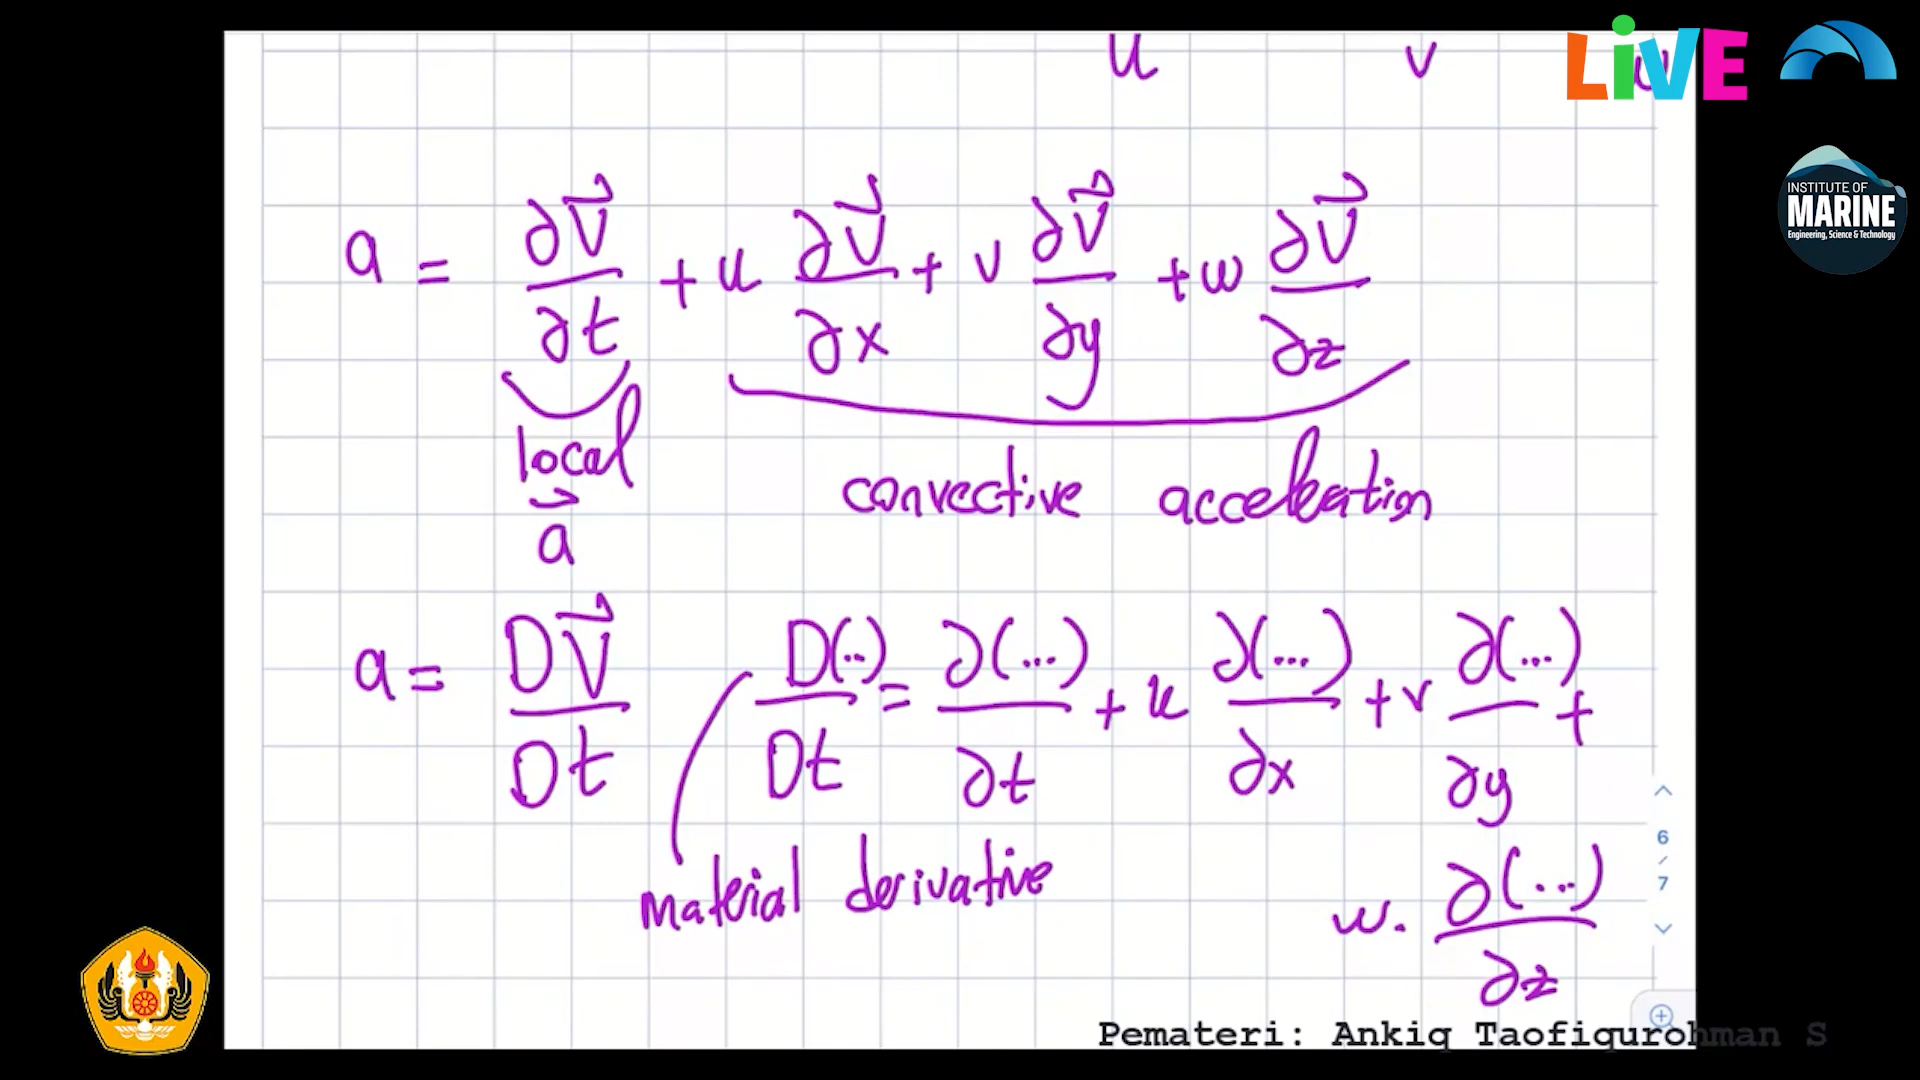 LiVE
u v w
INSTITUTE OF
MARINE
Engineering, Science & Technology
a = ∂V⃗/∂t + u ∂V⃗/∂x + v ∂V⃗/∂y + w ∂V⃗/∂z
local convective acceleration
a⃗
a = DV⃗/Dt D(..)/Dt = ∂(...)/∂t + u ∂(...)/∂x + v ∂(...)/∂y +
material derivative w. ∂(...)/∂z
6
/
7
Pemateri: Ankiq Taofiqurohman S